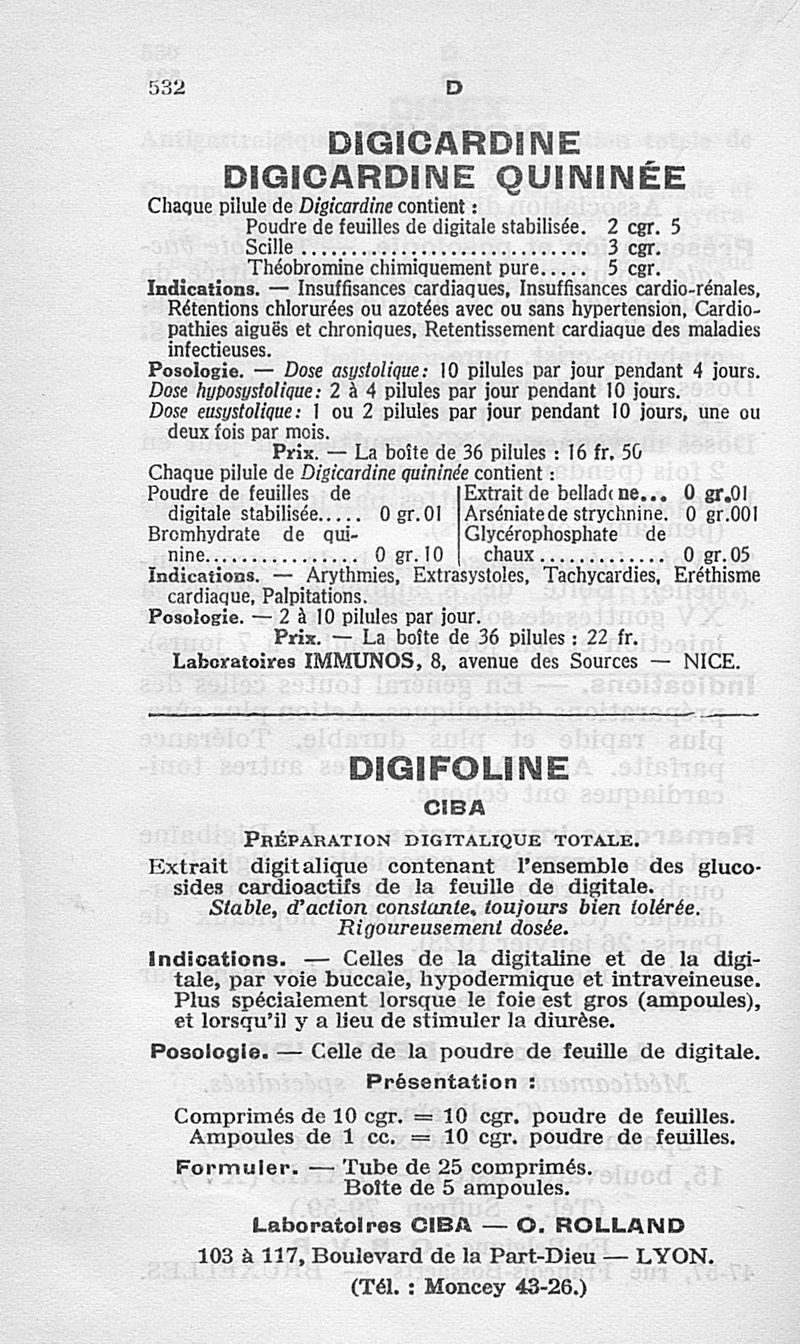 532
D
DIGICARDINE
DIGICARDINE QUININÉE
Chaque pilule de Digicardine contient :
Poudre de feuilles de digitale stabilisée. 2 cgr. 5
Scille ............................. 3 cgr.
Théobromine chimiquement pure..... 5 cgr.
Indications. — Insuffisances cardiaques, Insuffisances cardio-rénales,
Rétentions chlorurées ou azotées avec ou sans hypertension, Cardio-
pathies aiguës et chroniques, Retentissement cardiaque des maladies
infectieuses.
Posologie. — Dose asystolique : 10 pilules par jour pendant 4 jours.
Dose hyposystolique : 2 à 4 pilules par jour pendant 10 jours.
Dose eusystolique : 1 ou 2 pilules par jour pendant 10 jours, une ou
deux fois par mois.
Prix. — La boîte de 36 pilules : 16 fr. 50
Chaque pilule de Digicardine quininée contient :
Poudre de feuilles de
digitale stabilisée..... 0 gr. 01
Bromhydrate de qui-
nine................. 0 gr. 10
Extrait de belladone... 0 gr.01
Arséniate de strychnine. 0 gr.001
Glycérophosphate de
chaux .............. 0 gr. 05
Indications. — Arythmies, Extrasystoles, Tachycardies, Eréthisme
cardiaque, Palpitations.
Posologie. — 2 à 10 pilules par jour.
Prix. — La boîte de 36 pilules : 22 fr.
Laboratoires IMMUNOS, 8, avenue des Sources — NICE.
DIGIFOLINE
CIBA
PRÉPARATION DIGITALIQUE TOTALE.
Extrait digitalique contenant l'ensemble des gluco-
sides cardioactifs de la feuille de digitale.
Stable, d'action constante, toujours bien tolérée.
Rigoureusement dosée.
Indications. — Celles de la digitaline et de la digi-
tale, par voie buccale, hypodermique et intraveineuse.
Plus spécialement lorsque le foie est gros (ampoules),
et lorsqu'il y a lieu de stimuler la diurèse.
Posologie. — Celle de la poudre de feuille de digitale.
Présentation :
Comprimés de 10 cgr. = 10 cgr. poudre de feuilles.
Ampoules de 1 cc. = 10 cgr. poudre de feuilles.
Formuler. — Tube de 25 comprimés.
Boîte de 5 ampoules.
Laboratoires CIBA — O. ROLLAND
103 à 117, Boulevard de la Part-Dieu — LYON.
(Tél. : Moncey 43-26.)